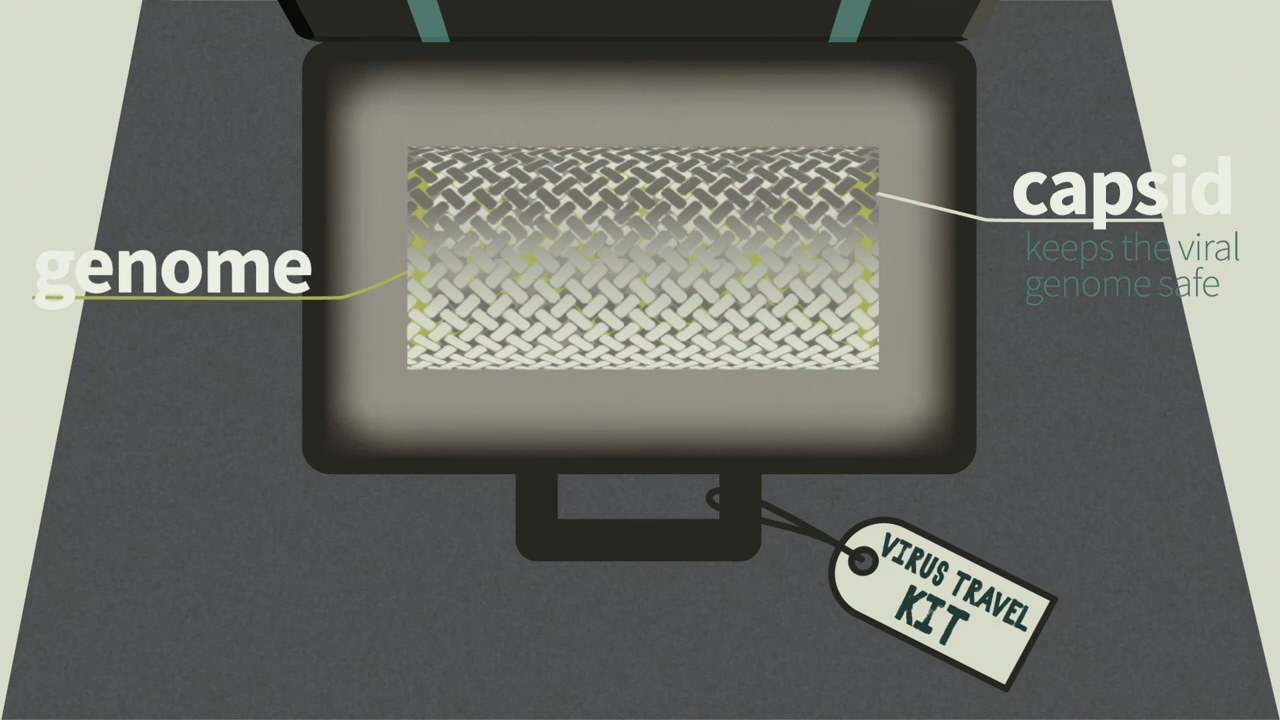 genome
capsid
keeps the viral
genome safe
VIRUS TRAVEL
KIT